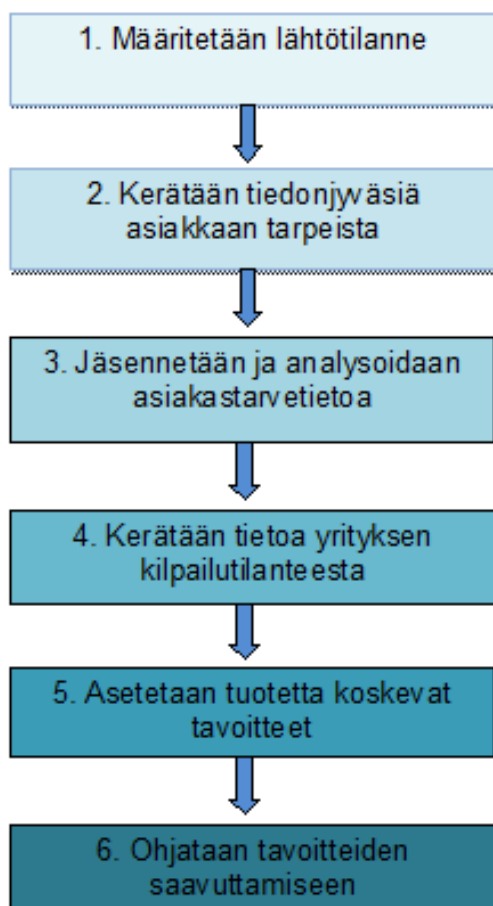 1. Määritetään lähtötilanne
2. Kerätään tiedonjyväsiä
asiakkaan tarpeista
3. Jäsennetään ja analysoidaan
asiakastarvetietoa
4. Kerätään tietoa yrityksen
kilpailutilanteesta
5. Asetetaan tuotetta koskevat
tavoitteet
6. Ohjataan tavoitteiden
saavuttamiseen